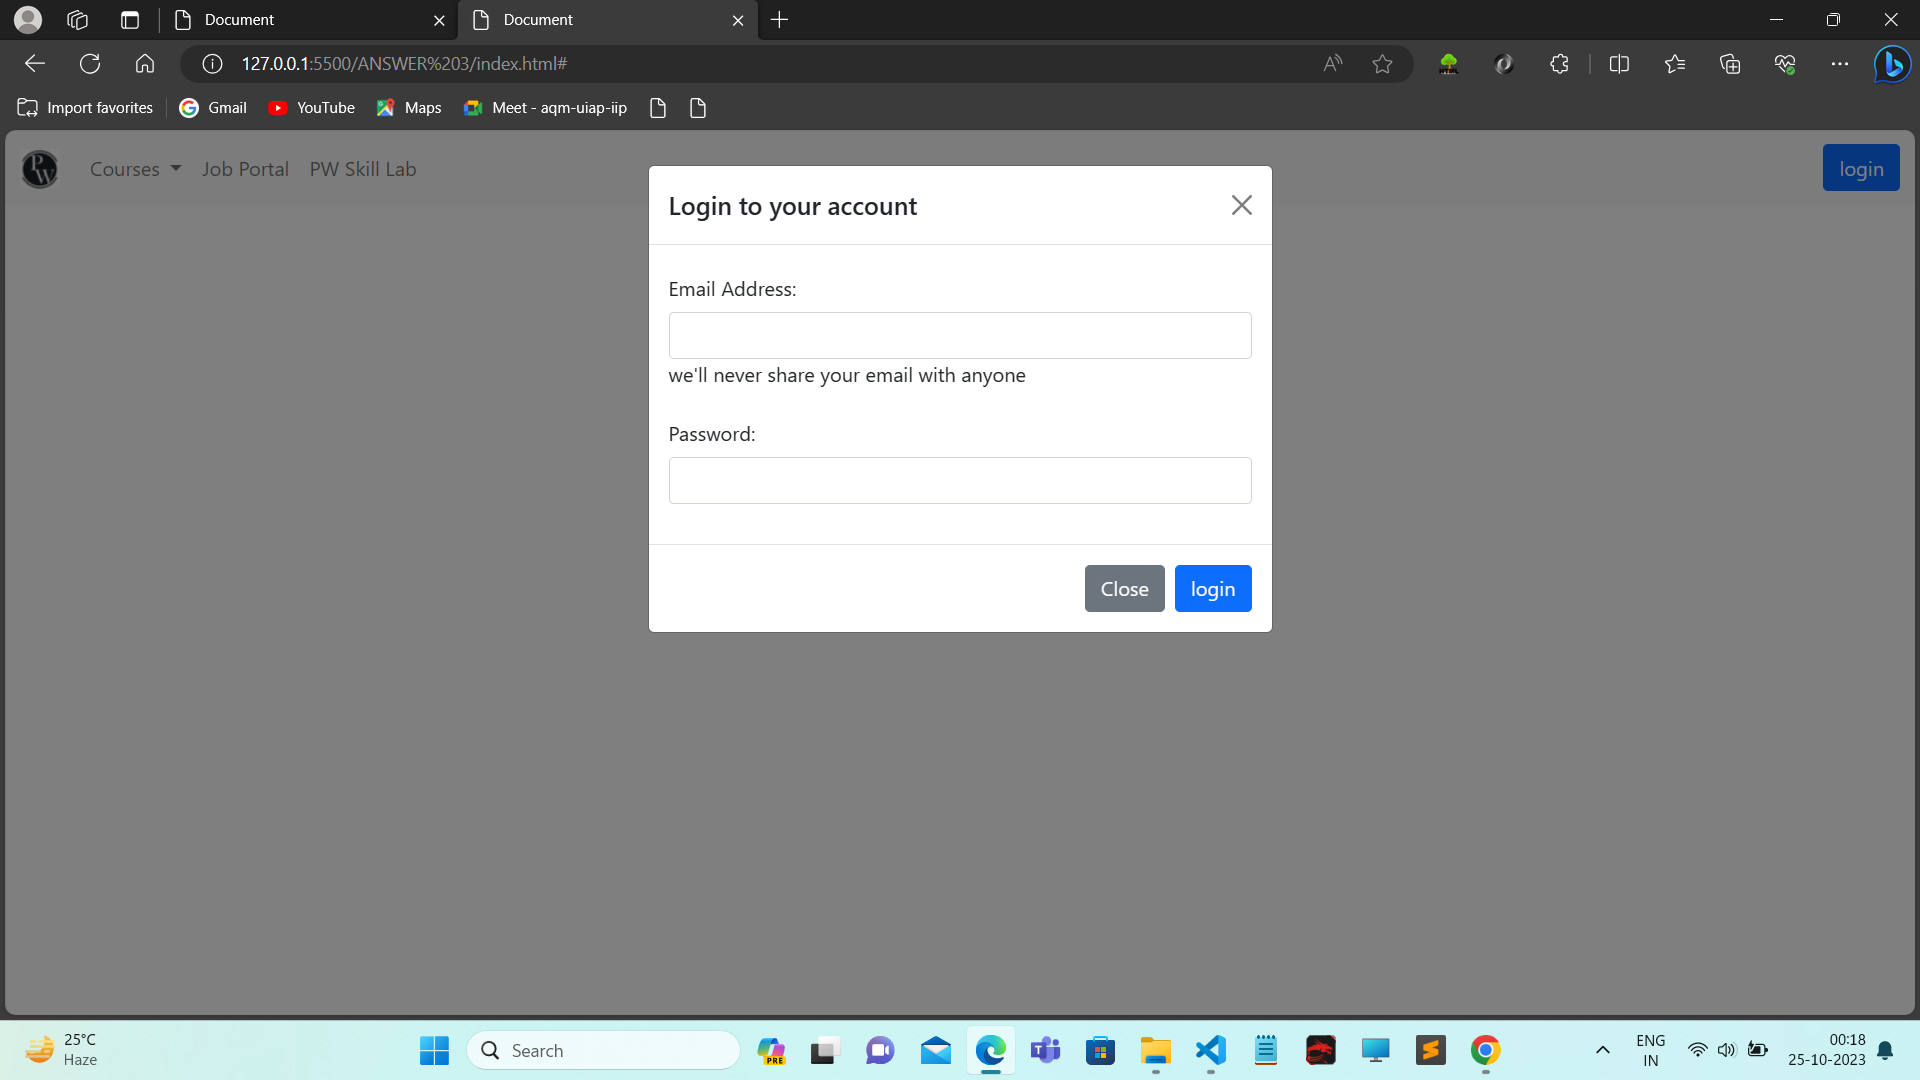 Document
Document
127.0.0.1:5500/ANSWER%203/index.html#
Import favorites
Gmail
YouTube
Maps
Meet - aqm-uiap-iip
PW
Courses
Job Portal
PW Skill Lab
login
Login to your account
Email Address:
we'll never share your email with anyone
Password:
Close
login
25°C
Haze
Search
PRE
ENG
IN
00:18
25-10-2023